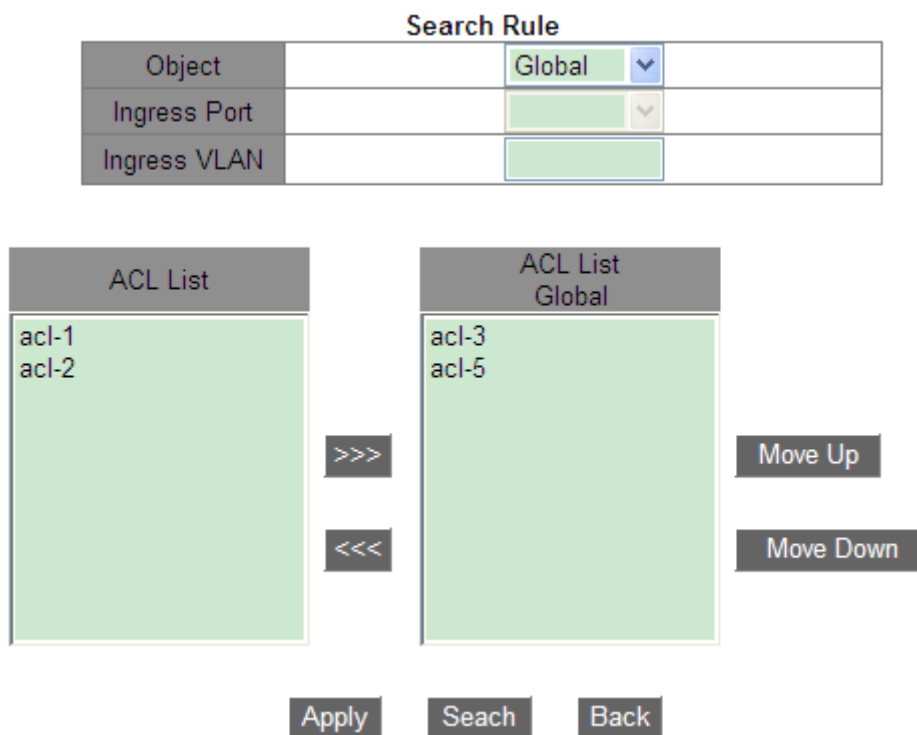 Search Rule
Object Global
Ingress Port
Ingress VLAN
ACL List
acl-1
acl-2
>>>
<<<
ACL List
Global
acl-3
acl-5
Move Up
Move Down
Apply Seach Back